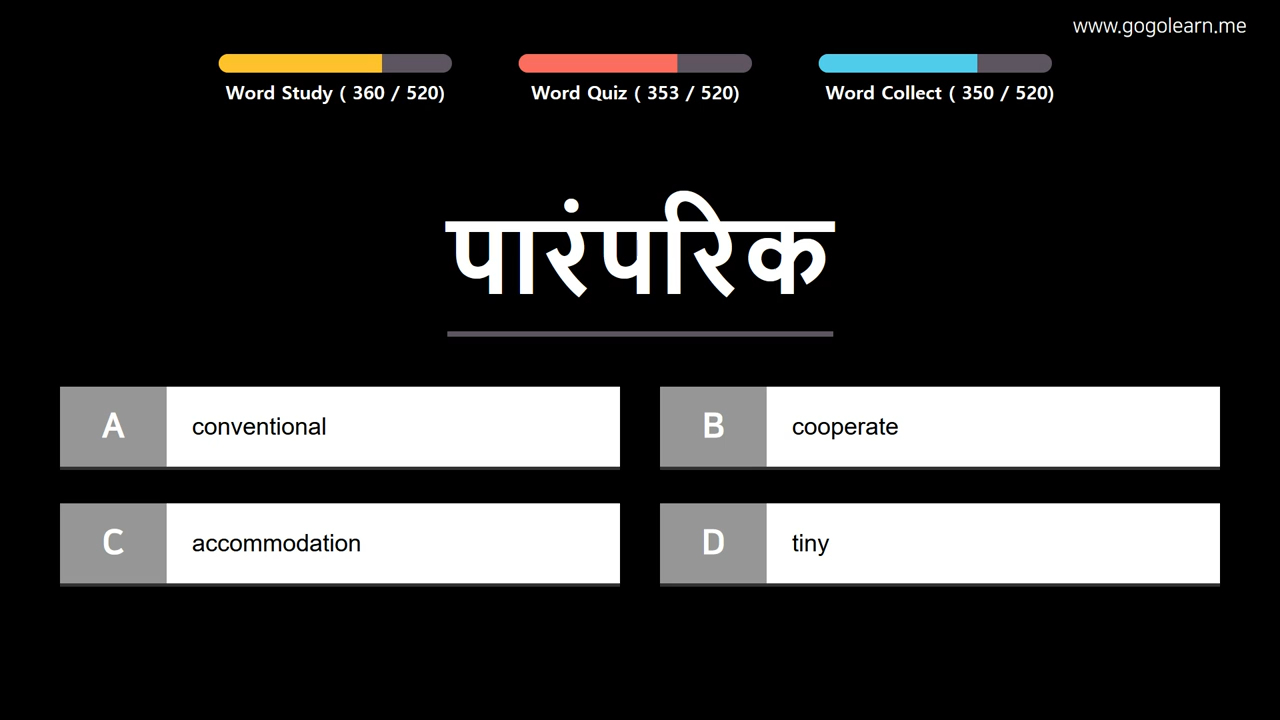 www.gogolearn.me
Word Study ( 360 / 520)
Word Quiz ( 353 / 520)
Word Collect ( 350 / 520)
पारंपरिक
A conventional
B cooperate
C accommodation
D tiny